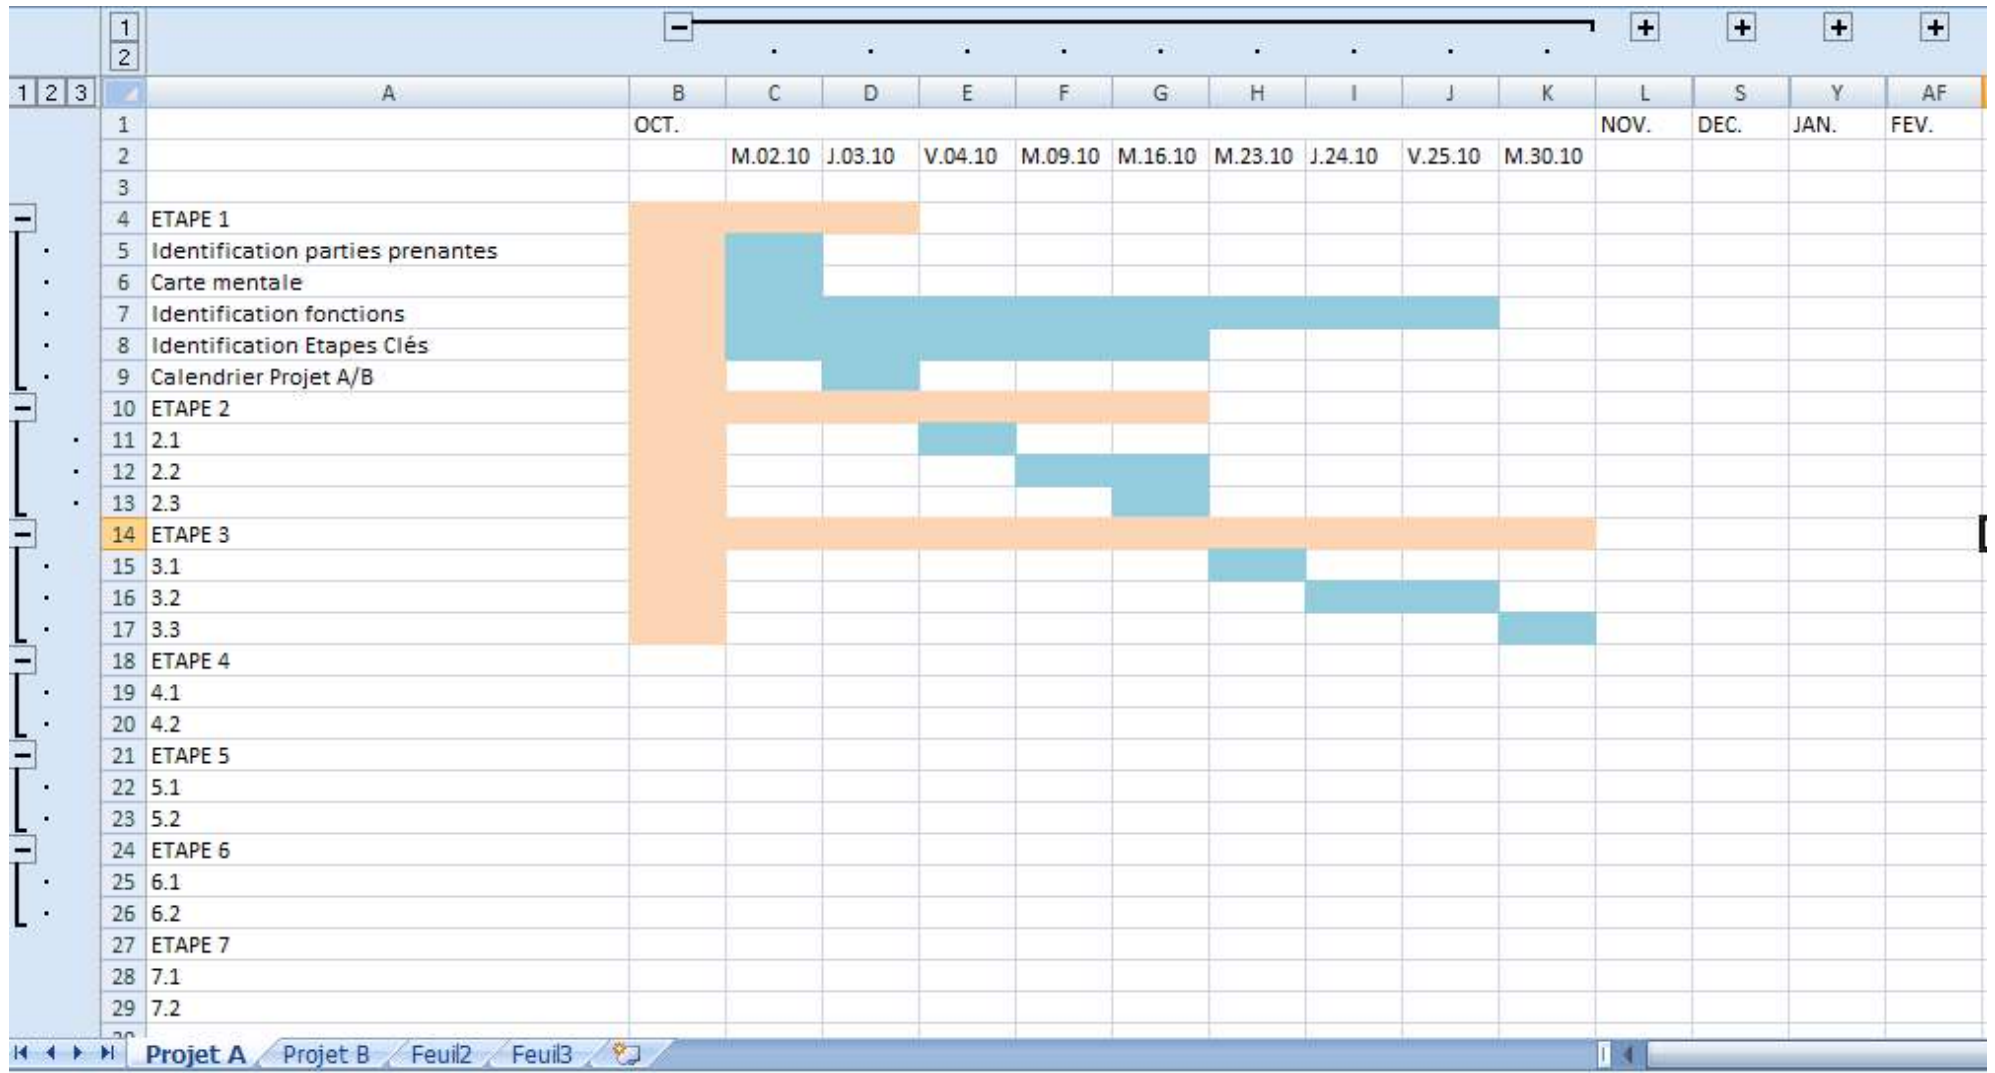 1
2
1 2 3
A B C D E F G H I J K L S Y AF
1 OCT. NOV. DEC. JAN. FEV.
2 M.02.10 J.03.10 V.04.10 M.09.10 M.16.10 M.23.10 J.24.10 V.25.10 M.30.10
3
4 ETAPE 1
5 Identification parties prenantes
6 Carte mentale
7 Identification fonctions
8 Identification Etapes Clés
9 Calendrier Projet A/B
10 ETAPE 2
11 2.1
12 2.2
13 2.3
14 ETAPE 3
15 3.1
16 3.2
17 3.3
18 ETAPE 4
19 4.1
20 4.2
21 ETAPE 5
22 5.1
23 5.2
24 ETAPE 6
25 6.1
26 6.2
27 ETAPE 7
28 7.1
29 7.2
Projet A Projet B Feuil2 Feuil3